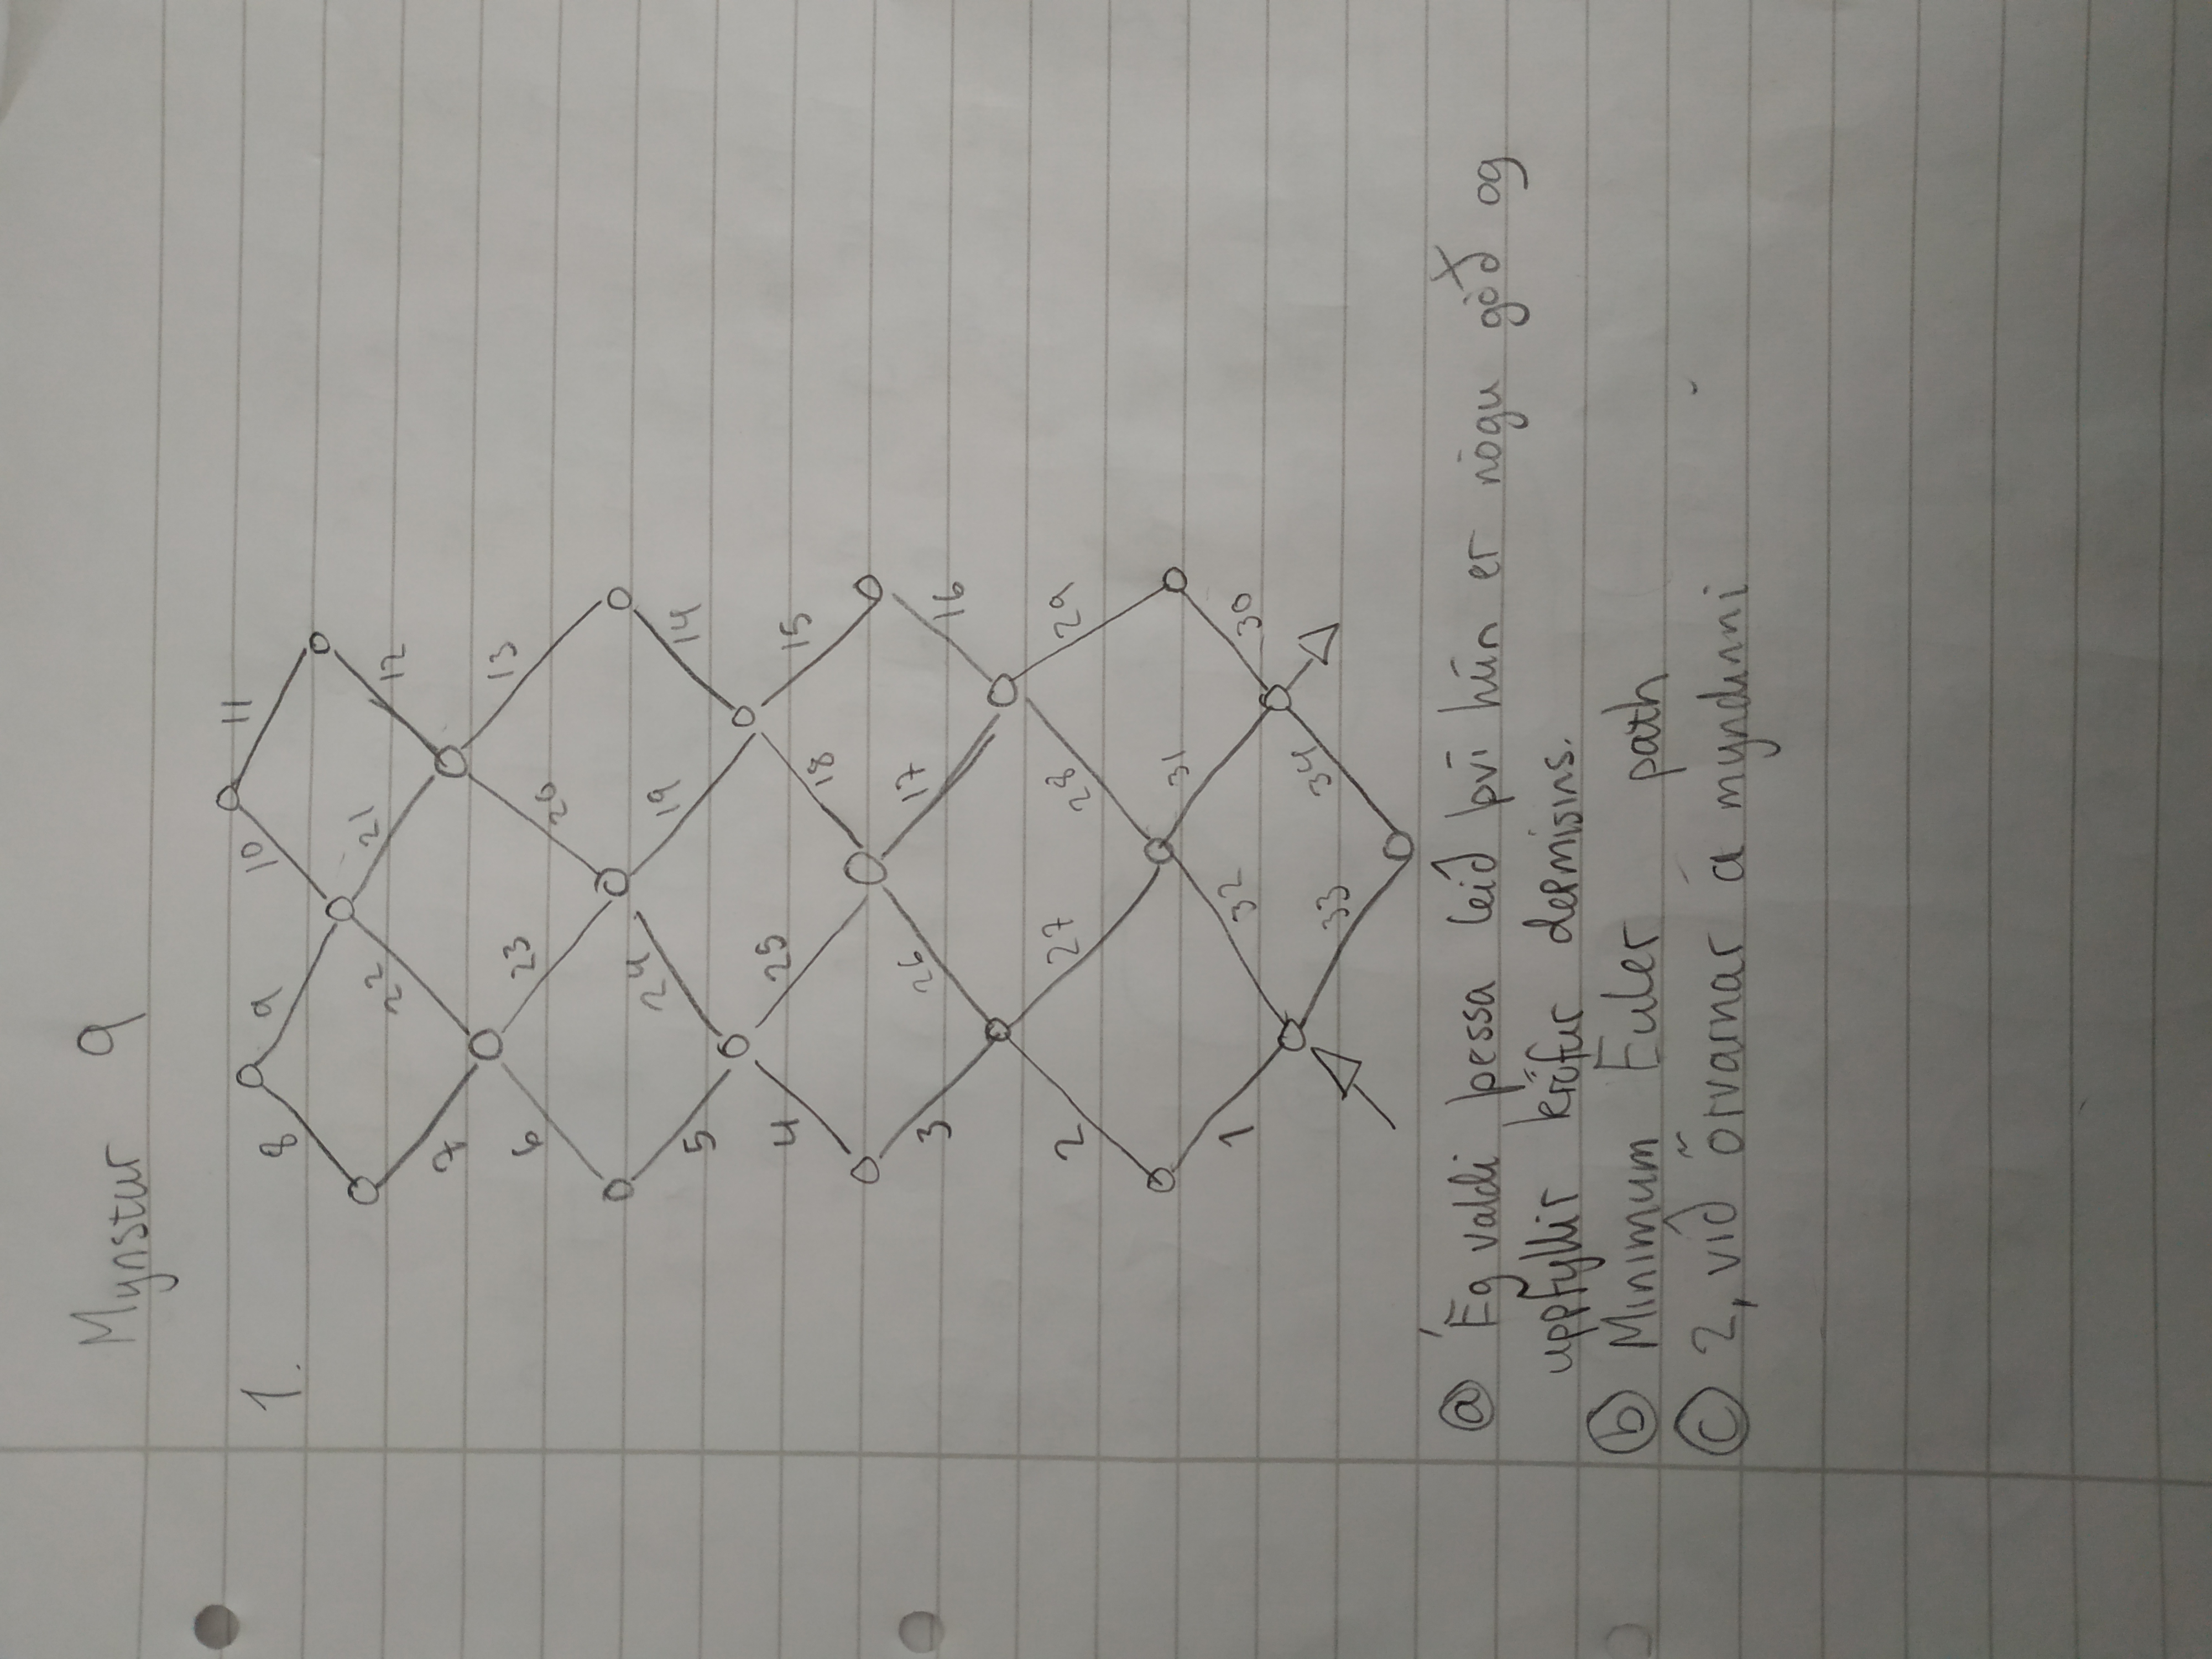 Mynstur 9
1.
8 9 10 11
7 22 21 12
6 23 20 13
5 24 19 14
4 25 18 15
3 26 17 16
2 27 28 29
1 32 31 30
33 34
ⓐ Ég valdi þessa leið því hún er nógu góð og
uppfyllir kröfur dæmisins.
ⓑ Minimum Euler path
ⓒ 2, við örvarnar á myndinni